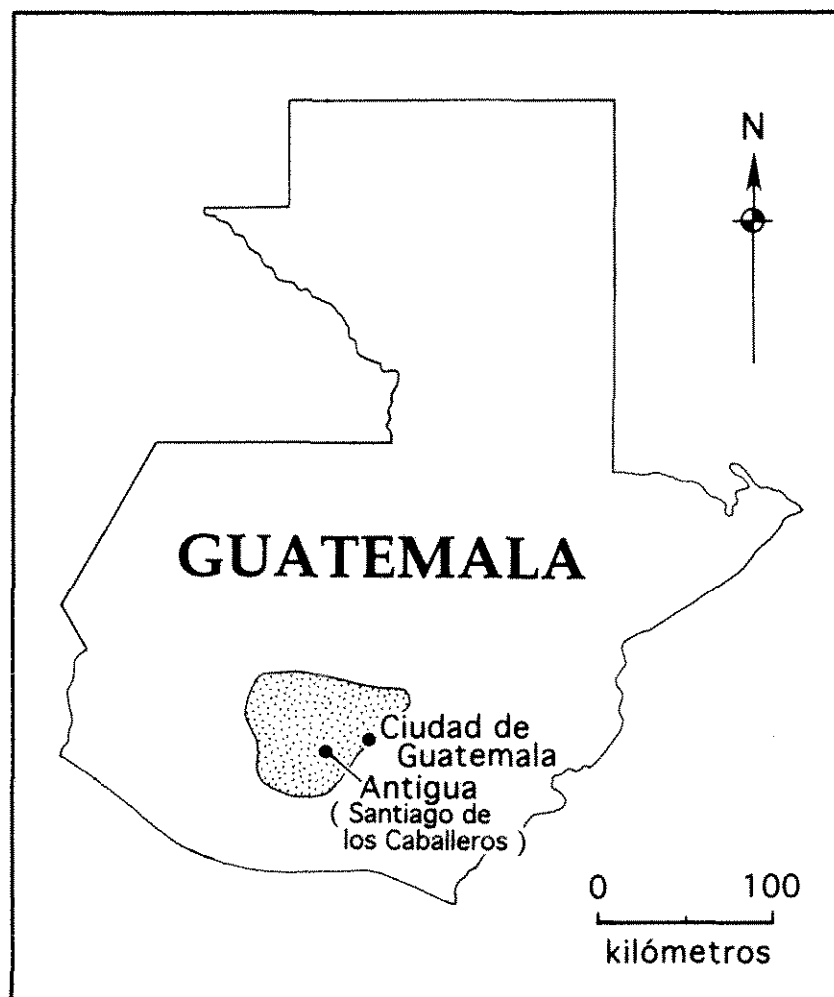 N
GUATEMALA
Ciudad de
Guatemala
Antigua
( Santiago de
los Caballeros )
0 100
kilómetros